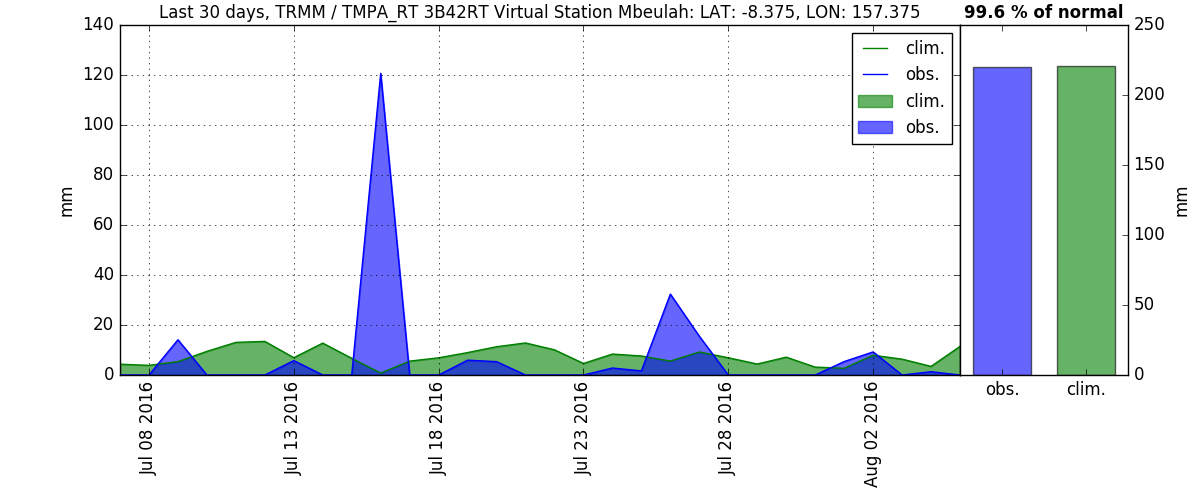 Last 30 days, TRMM / TMPA_RT 3B42RT Virtual Station Mbeulah: LAT: -8.375, LON: 157.375
99.6 % of normal
140
120
100
80
60
40
20
0
mm
clim.
obs.
clim.
obs.
250
200
150
100
50
0
mm
Jul 08 2016
Jul 13 2016
Jul 18 2016
Jul 23 2016
Jul 28 2016
Aug 02 2016
obs.
clim.